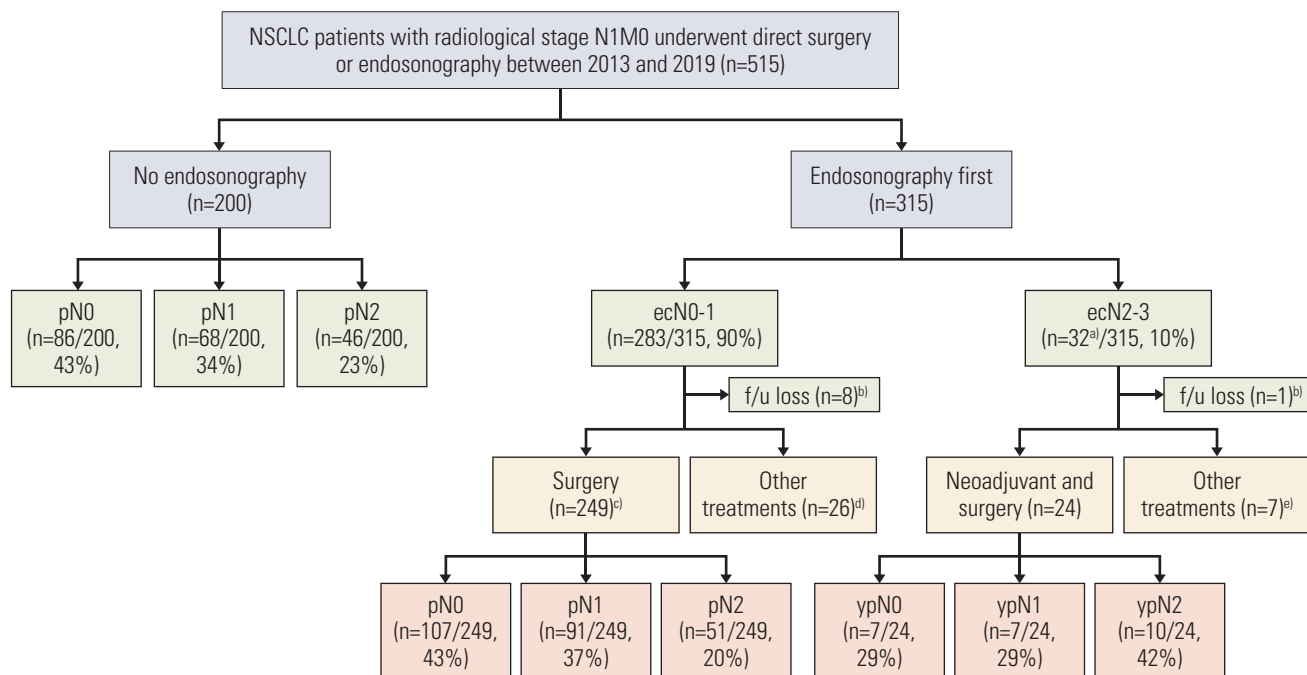 NSCLC patients with radiological stage N1M0 underwent direct surgery
or endosonography between 2013 and 2019 (n=515)
No endosonography
(n=200)
Endosonography first
(n=315)
pN0
(n=86/200,
43%)
pN1
(n=68/200,
34%)
pN2
(n=46/200,
23%)
ecN0-1
(n=283/315, 90%)
ecN2-3
(n=32a)/315, 10%)
f/u loss (n=8)b)
f/u loss (n=1)b)
Surgery
(n=249)c)
Other
treatments (n=26)d)
Neoadjuvant and
surgery (n=24)
Other
treatments (n=7)e)
pN0
(n=107/249,
43%)
pN1
(n=91/249,
37%)
pN2
(n=51/249,
20%)
ypN0
(n=7/24,
29%)
ypN1
(n=7/24,
29%)
ypN2
(n=10/24,
42%)